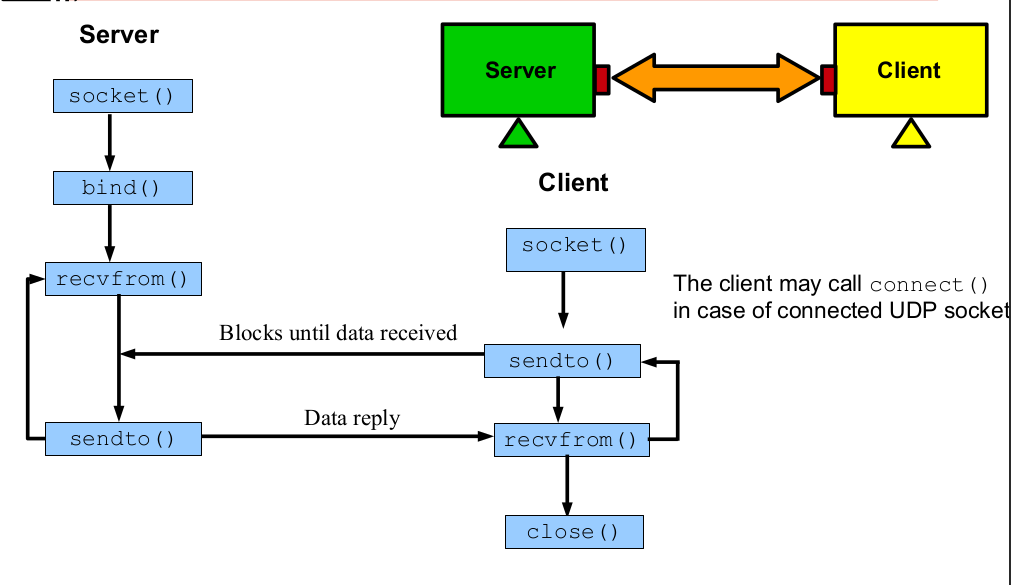 Server
socket()
bind()
recvfrom()
sendto()
Server
Client
Client
socket()
The client may call connect()
in case of connected UDP socket
Blocks until data received
sendto()
Data reply
recvfrom()
close()